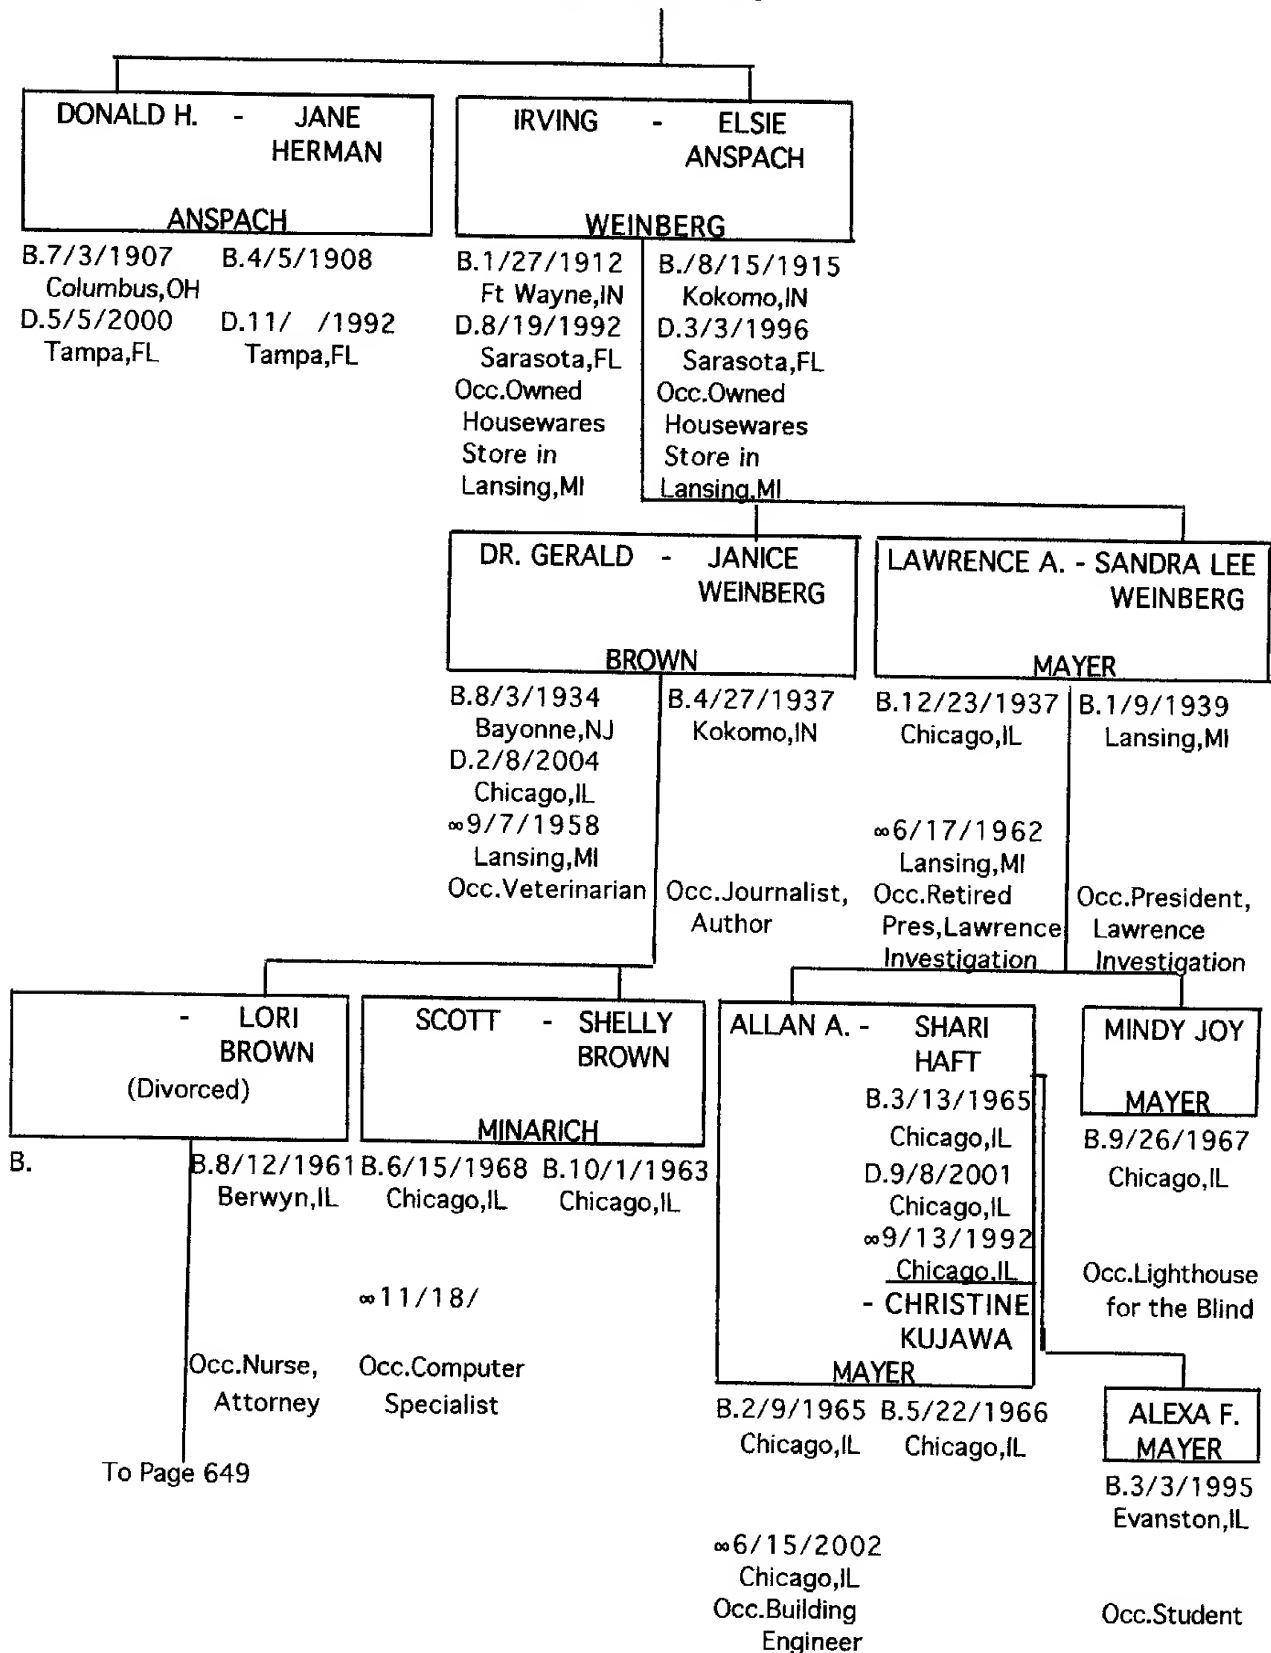 DONALD H. - JANE
HERMAN
ANSPACH
B.7/3/1907 B.4/5/1908
Columbus,OH
D.5/5/2000 D.11/ /1992
Tampa,FL Tampa,FL
IRVING - ELSIE
ANSPACH
WEINBERG
B.1/27/1912 B./8/15/1915
Ft Wayne,IN Kokomo,IN
D.8/19/1992 D.3/3/1996
Sarasota,FL Sarasota,FL
Occ.Owned Occ.Owned
Housewares Housewares
Store in Store in
Lansing,MI Lansing,MI
DR. GERALD - JANICE
WEINBERG
BROWN
B.8/3/1934 B.4/27/1937
Bayonne,NJ Kokomo,IN
D.2/8/2004
Chicago,IL
∞9/7/1958
Lansing,MI
Occ.Veterinarian Occ.Journalist,
Author
LAWRENCE A. - SANDRA LEE
WEINBERG
MAYER
B.12/23/1937 B.1/9/1939
Chicago,IL Lansing,MI
∞6/17/1962
Lansing,MI
Occ.Retired Occ.President,
Pres,Lawrence Lawrence
Investigation Investigation
- LORI
BROWN
(Divorced)
B. B.8/12/1961
Berwyn,IL
Occ.Nurse,
Attorney
To Page 649
SCOTT - SHELLY
BROWN
MINARICH
B.6/15/1968 B.10/1/1963
Chicago,IL Chicago,IL
∞11/18/
Occ.Computer
Specialist
ALLAN A. - SHARI
HAFT
B.3/13/1965
Chicago,IL
D.9/8/2001
Chicago,IL
∞9/13/1992
Chicago,IL
- CHRISTINE
KUJAWA
MAYER
B.2/9/1965 B.5/22/1966
Chicago,IL Chicago,IL
∞6/15/2002
Chicago,IL
Occ.Building
Engineer
MINDY JOY
MAYER
B.9/26/1967
Chicago,IL
Occ.Lighthouse
for the Blind
ALEXA F.
MAYER
B.3/3/1995
Evanston,IL
Occ.Student